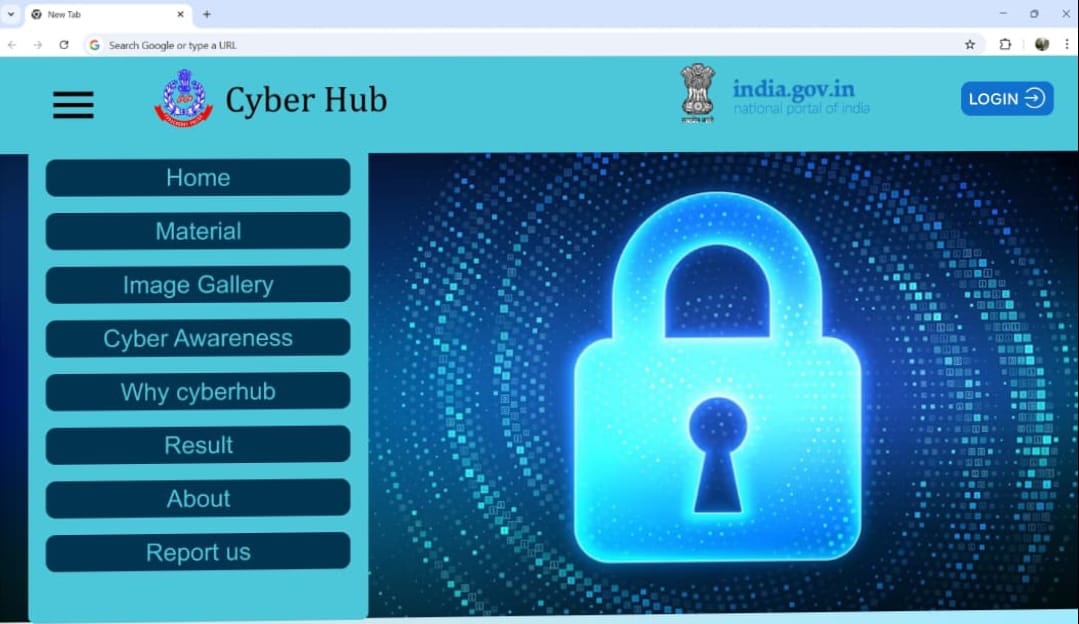 New Tab
Search Google or type a URL
Cyber Hub
india.gov.in
national portal of india
LOGIN
Home
Material
Image Gallery
Cyber Awareness
Why cyberhub
Result
About
Report us